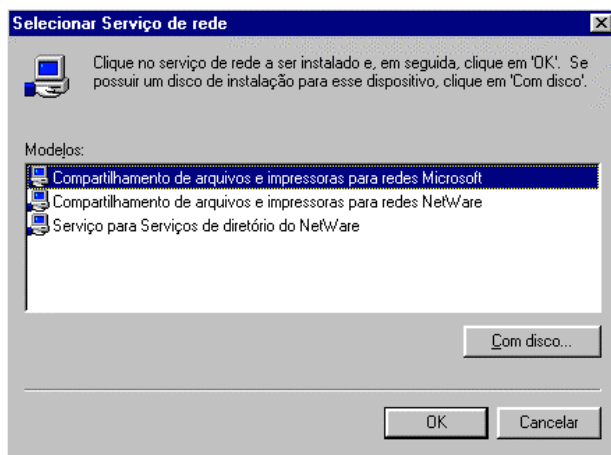 Selecionar Serviço de rede
Clique no serviço de rede a ser instalado e, em seguida, clique em 'OK'. Se
possuir um disco de instalação para esse dispositivo, clique em 'Com disco'.
Modelos:
Compartilhamento de arquivos e impressoras para redes Microsoft
Compartilhamento de arquivos e impressoras para redes NetWare
Serviço para Serviços de diretório do NetWare
Com disco...
OK
Cancelar